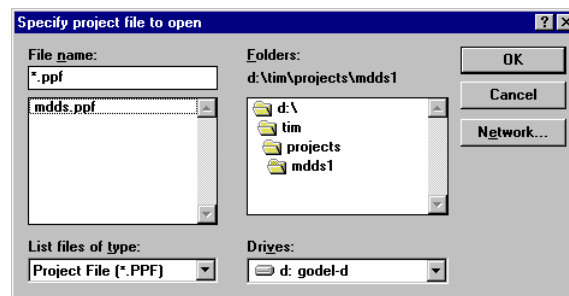 Specify project file to open
File name:
*.ppf
mdds.ppf
List files of type:
Project File (*.PPF)
Folders:
d:\tim\projects\mdds1
d:\
tim
projects
mdds1
Drives:
d: godel-d
OK
Cancel
Network...